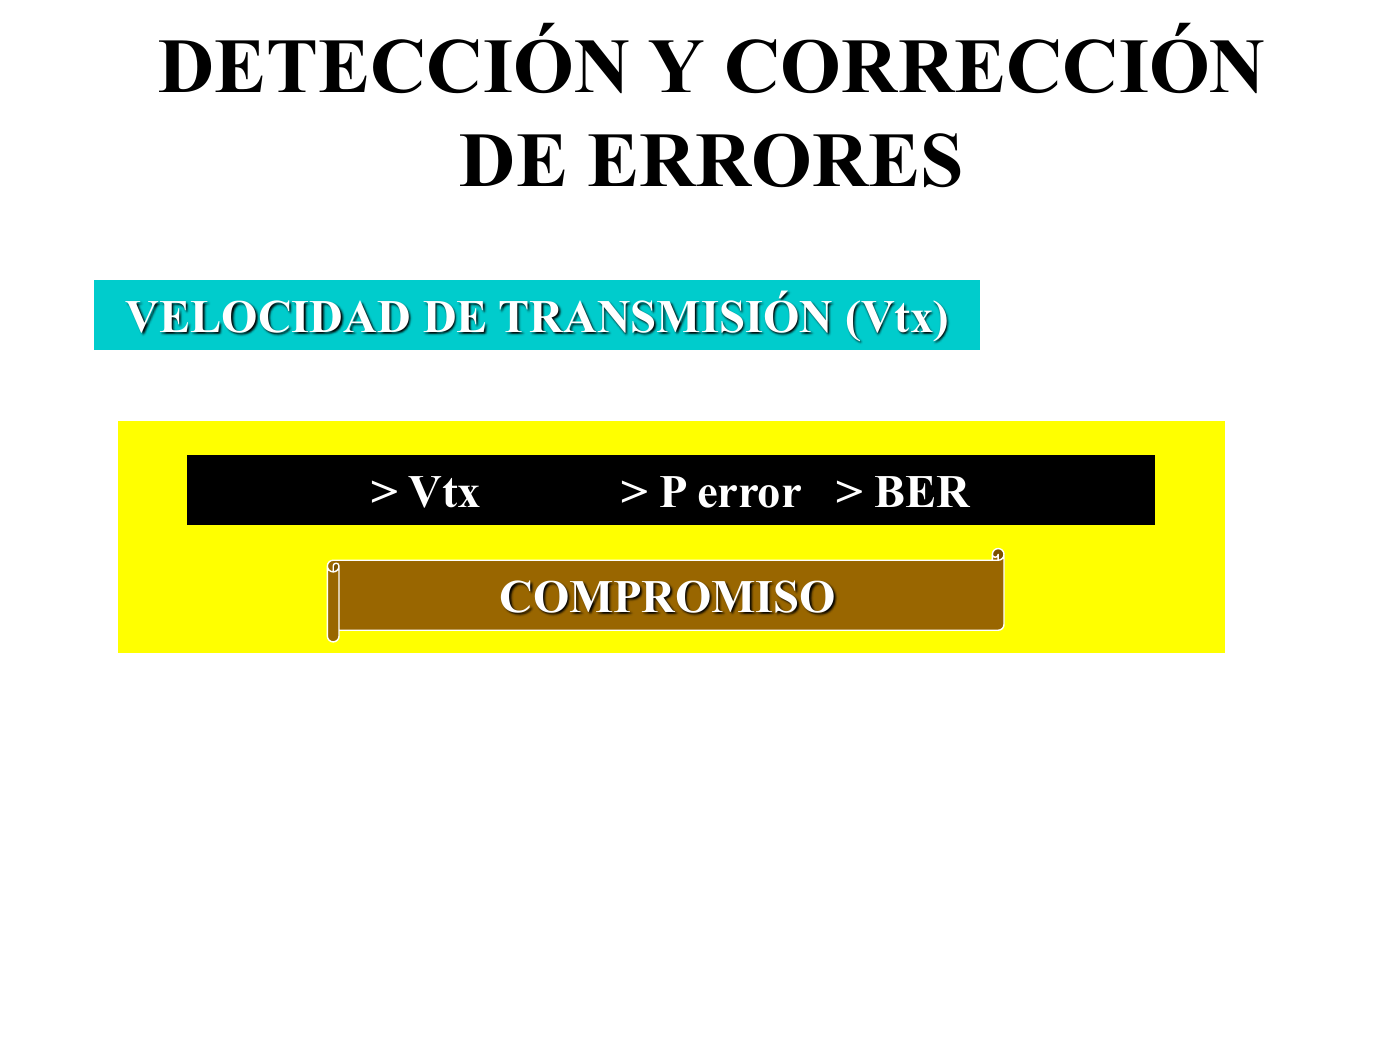 DETECCIÓN Y CORRECCIÓN
DE ERRORES
VELOCIDAD DE TRANSMISIÓN (Vtx)
> Vtx > P error > BER
COMPROMISO